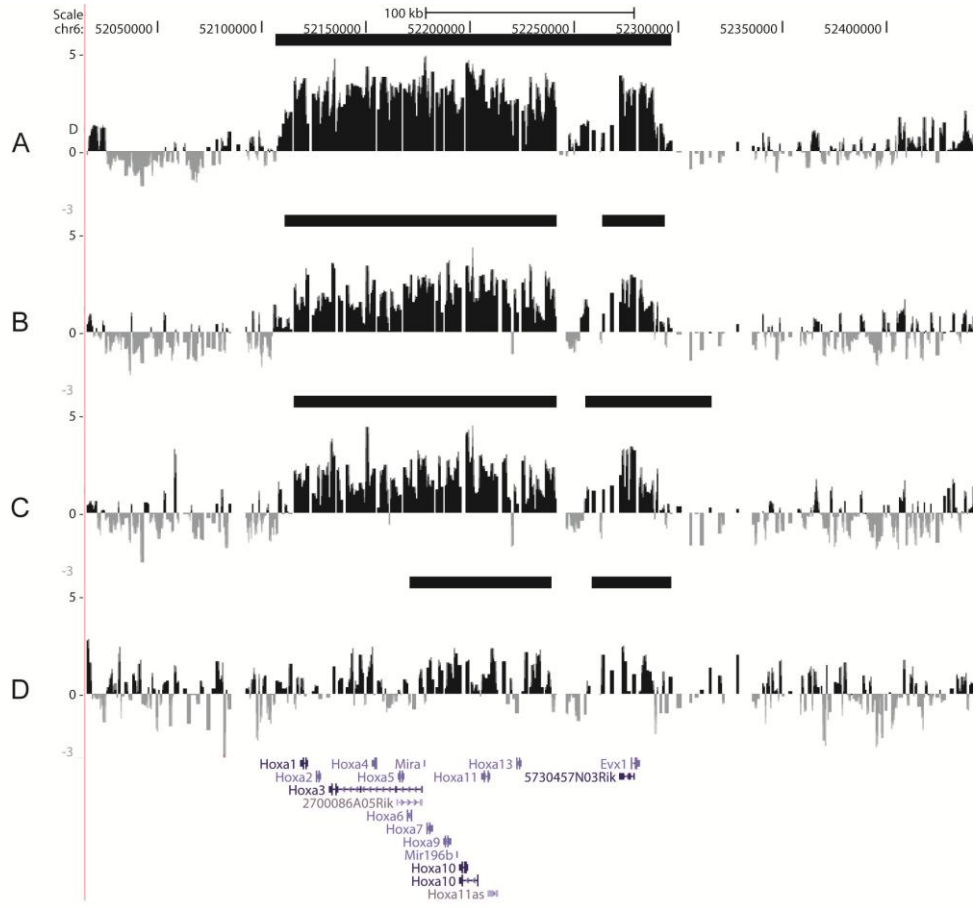 Scale 100 kb
chr6: 52050000 52100000 52150000 52200000 52250000 52300000 52350000 52400000
5
D
A
0
-3
5
B
0
-3
5
C
0
-3
5
D
0
-3
Hoxa1 Hoxa4 Mira Hoxa13 Evx1
Hoxa2 Hoxa5 Hoxa11 5730457N03Rik
Hoxa3
2700086A05Rik
Hoxa6
Hoxa7
Hoxa9
Mir196b
Hoxa10
Hoxa10
Hoxa11as